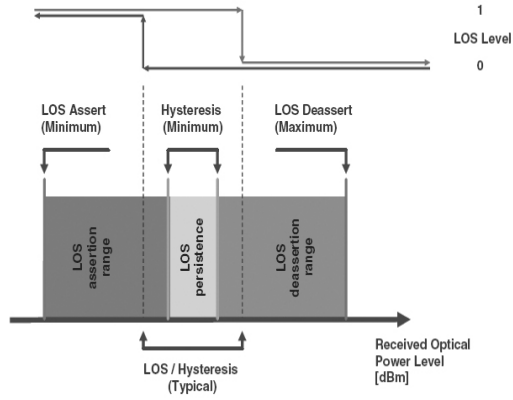 1
LOS Level
0
LOS Assert
(Minimum)
Hysteresis
(Minimum)
LOS Deassert
(Maximum)
LOS
assertion
range
LOS
persistence
LOS
deassertion
range
Received Optical
Power Level
[dBm]
LOS / Hysteresis
(Typical)